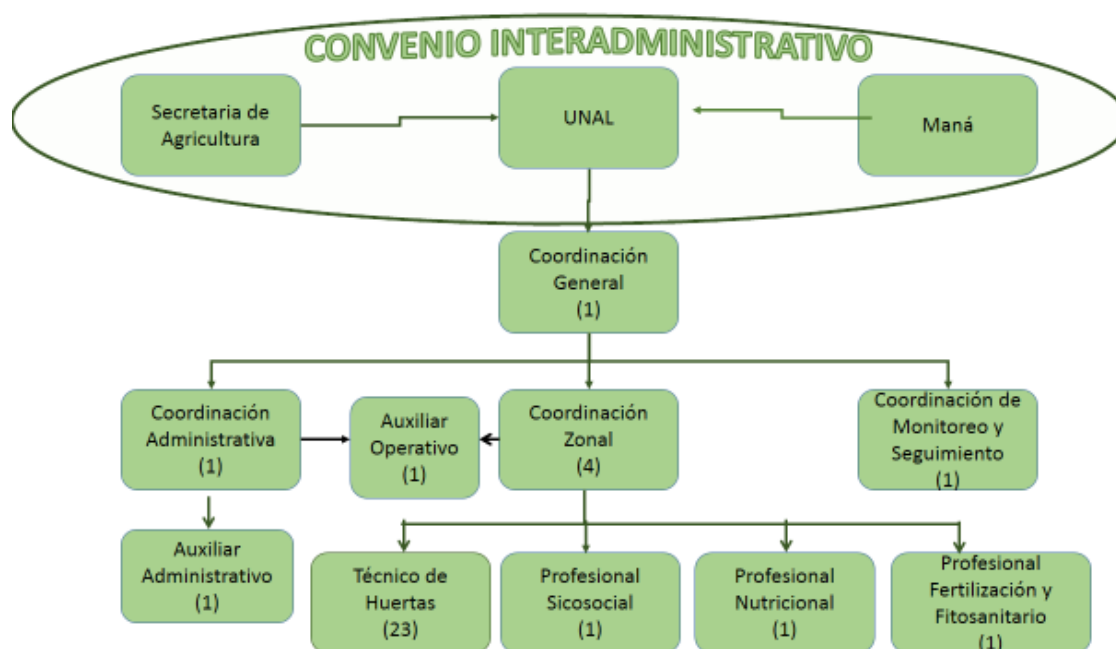 CONVENIO INTERADMINISTRATIVO
Secretaria de
Agricultura
UNAL
Maná
Coordinación
General
(1)
Coordinación
Administrativa
(1)
Auxiliar
Operativo
(1)
Coordinación
Zonal
(4)
Coordinación de
Monitoreo y
Seguimiento
(1)
Auxiliar
Administrativo
(1)
Técnico de
Huertas
(23)
Profesional
Sicosocial
(1)
Profesional
Nutricional
(1)
Profesional
Fertilización y
Fitosanitario
(1)